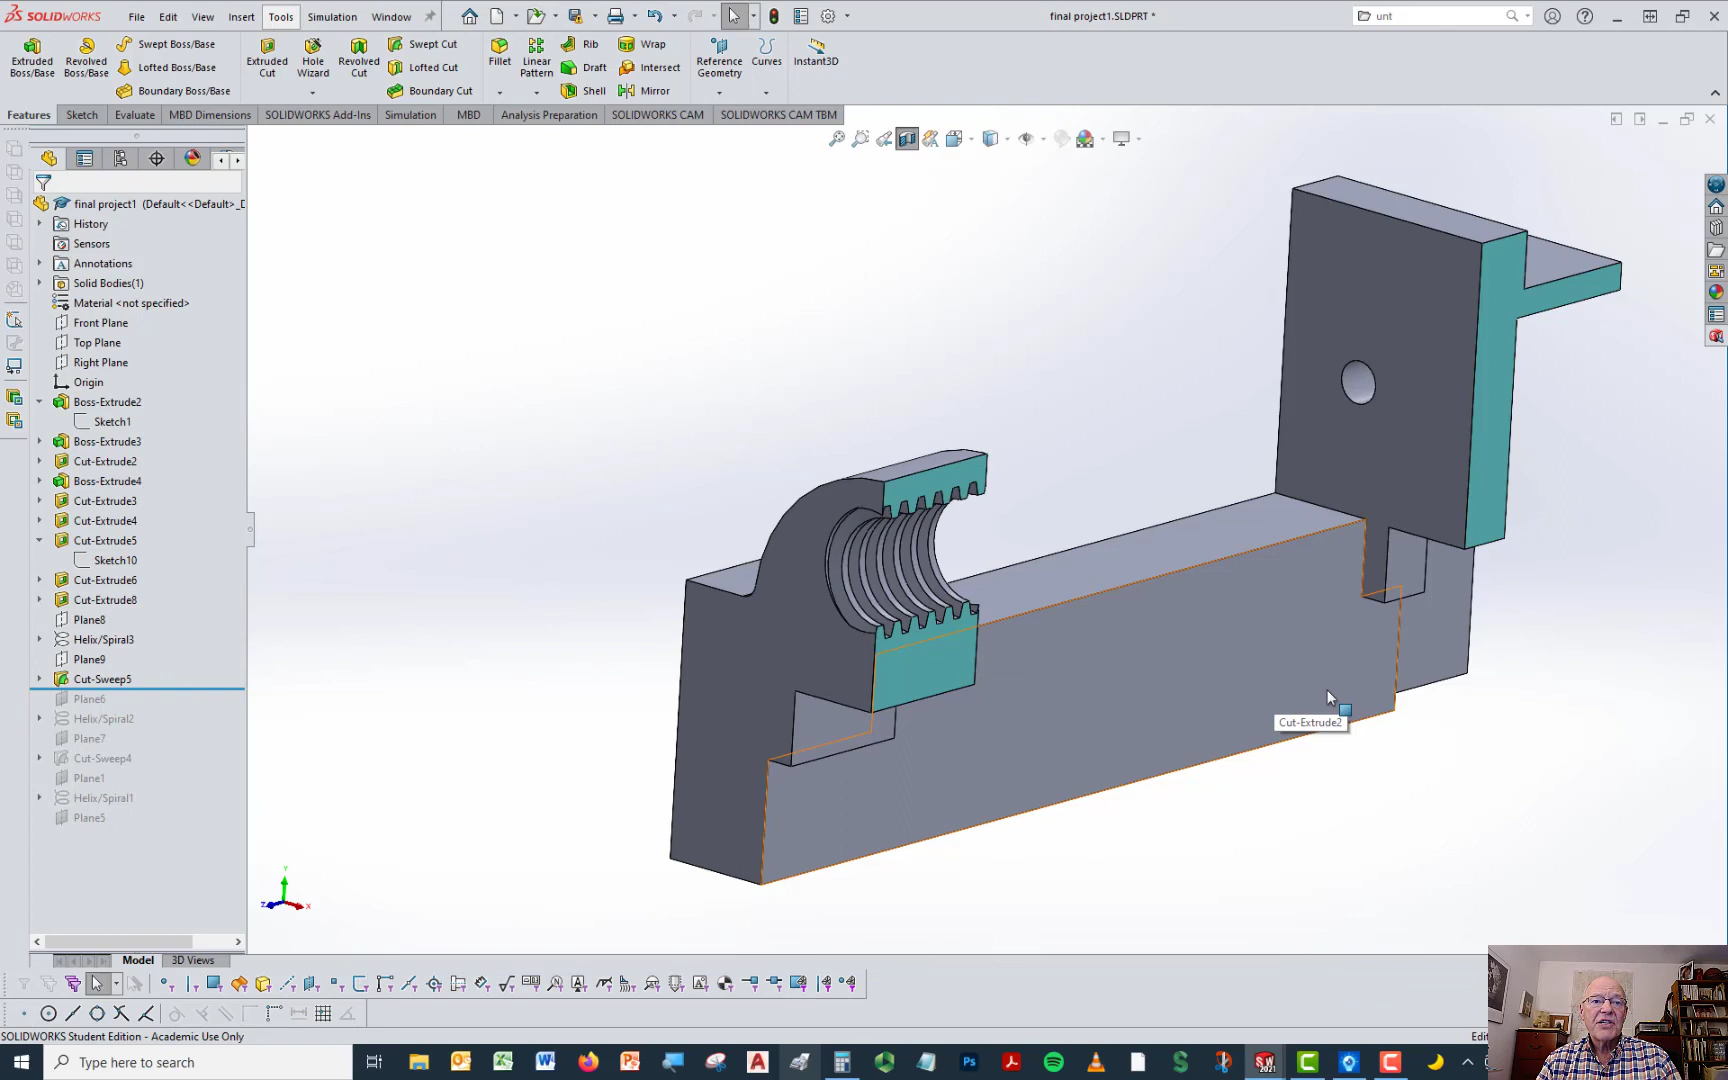 SOLIDWORKS File Edit View Insert Tools Simulation Window final project1.SLDPRT * unt
Extruded Boss/Base
Revolved Boss/Base
Swept Boss/Base
Lofted Boss/Base
Boundary Boss/Base
Extruded Cut
Hole Wizard
Revolved Cut
Swept Cut
Lofted Cut
Boundary Cut
Fillet
Linear Pattern
Rib
Draft
Shell
Wrap
Intersect
Mirror
Reference Geometry
Curves
Instant3D
Features Sketch Evaluate MBD Dimensions SOLIDWORKS Add-Ins Simulation MBD Analysis Preparation SOLIDWORKS CAM SOLIDWORKS CAM TBM
final project1 (Default<<Default>_D
History
Sensors
Annotations
Solid Bodies(1)
Material <not specified>
Front Plane
Top Plane
Right Plane
Origin
Boss-Extrude2
Sketch1
Boss-Extrude3
Cut-Extrude2
Boss-Extrude4
Cut-Extrude3
Cut-Extrude4
Cut-Extrude5
Sketch10
Cut-Extrude6
Cut-Extrude8
Plane8
Helix/Spiral3
Plane9
Cut-Sweep5
Plane6
Helix/Spiral2
Plane7
Cut-Sweep4
Plane1
Helix/Spiral1
Plane5
Cut-Extrude2
Y
Z X
Model 3D Views
SOLIDWORKS Student Edition - Academic Use Only
Edit
Type here to search